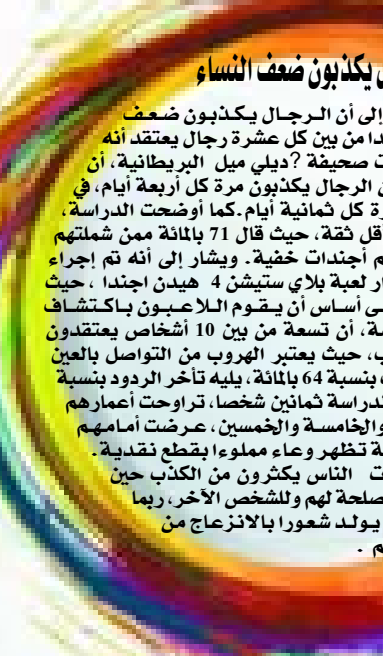 يكذبون ضعف النساء
إلى أن الرجال يكذبون ضعف
دا من بين كل عشرة رجال يعتقد أنه
ت صحيفة ?ديلي ميل البريطانية، أن
ن الرجال يكذبون مرة كل أربعة أيام، في
رة كل ثمانية أيام.كما أوضحت الدراسة،
قل ثقة، حيث قال 71 بالمائة ممن شملتهم
م أجندات خفية. ويشار إلى أنه تم إجراء
ار لعبة بلاي ستيشن 4 هيدن اجندا ، حيث
ى أساس أن يقوم اللاعبون باكتشاف
ة، أن تسعة من بين 10 أشخاص يعتقدون
ب، حيث يعتبر الهروب من التواصل بالعين
بنسبة 64 بالمائة، يليه تأخر الردود بنسبة
دراسة ثمانين شخصا، تراوحت أعمارهم
والخامسة والخمسين، عرضت أمامهم
ة تظهر وعاء مملوءا بقطع نقدية.
ت الناس يكثرون من الكذب حين
صلحة لهم وللشخص الآخر، ربما
يولد شعورا بالانزعاج من
م .